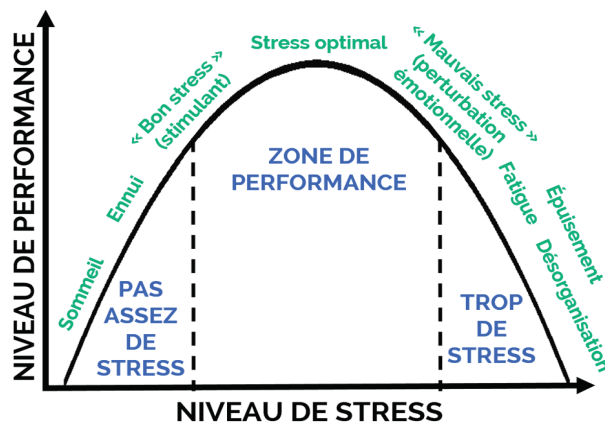 NIVEAU DE PERFORMANCE
Sommeil
Ennui
« Bon stress »
(stimulant)
Stress optimal
« Mauvais stress »
(perturbation
émotionnelle)
Fatigue
Épuisement
Désorganisation
ZONE DE
PERFORMANCE
PAS
ASSEZ
DE
STRESS
TROP
DE
STRESS
NIVEAU DE STRESS